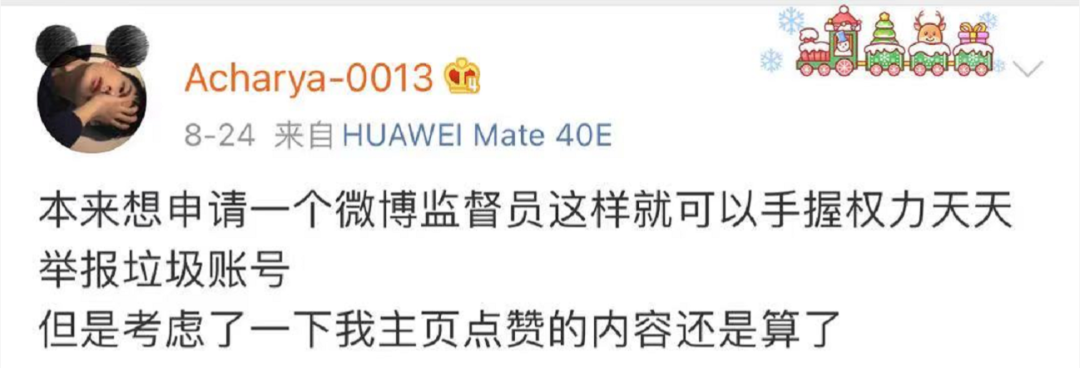 Acharya-0013
8-24 来自 HUAWEI Mate 40E
本来想申请一个微博监督员这样就可以手握权力天天
举报垃圾账号
但是考虑了一下我主页点赞的内容还是算了